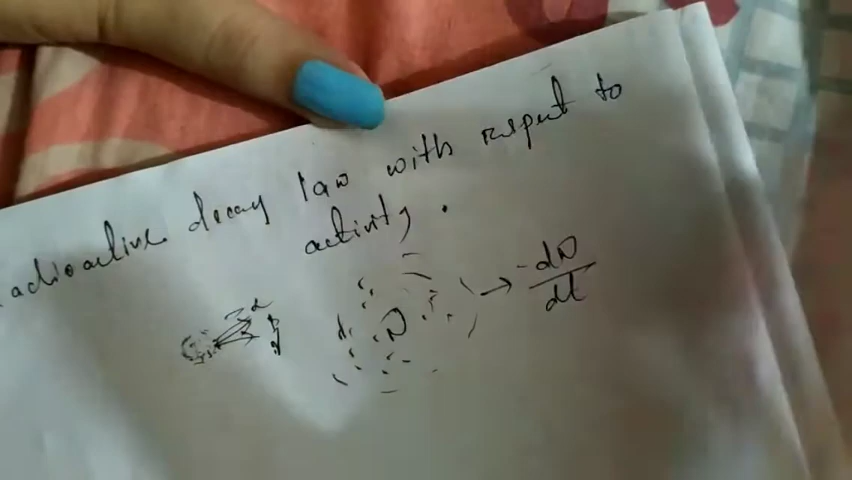 radioactive decay law with respect to
activity.
α
N → -dN
dt